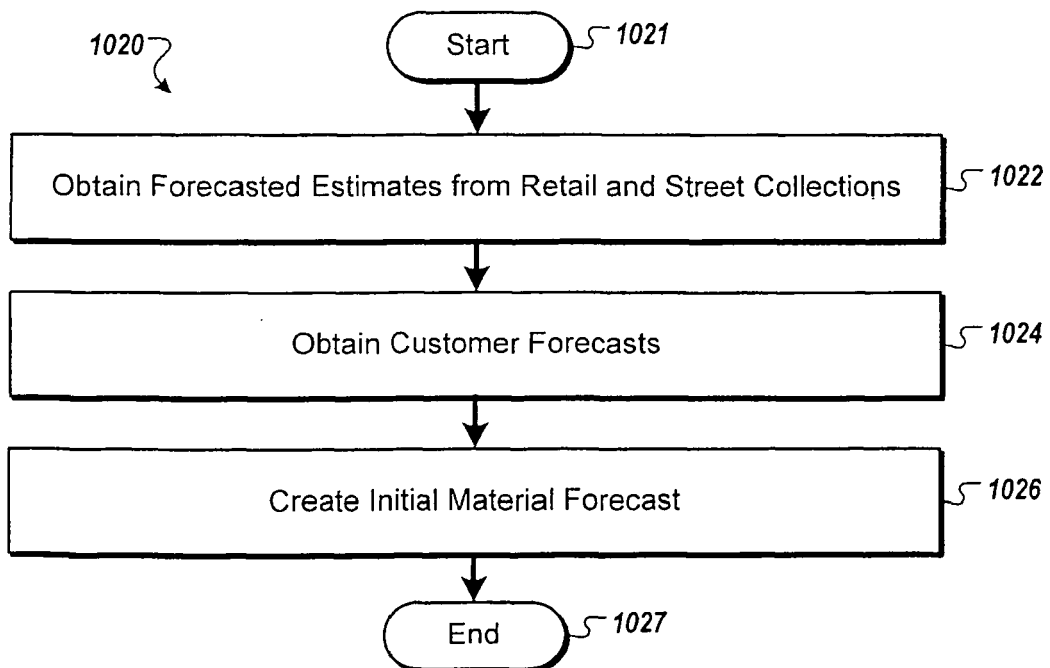 1020
Start
1021
Obtain Forecasted Estimates from Retail and Street Collections
1022
Obtain Customer Forecasts
1024
Create Initial Material Forecast
1026
End
1027